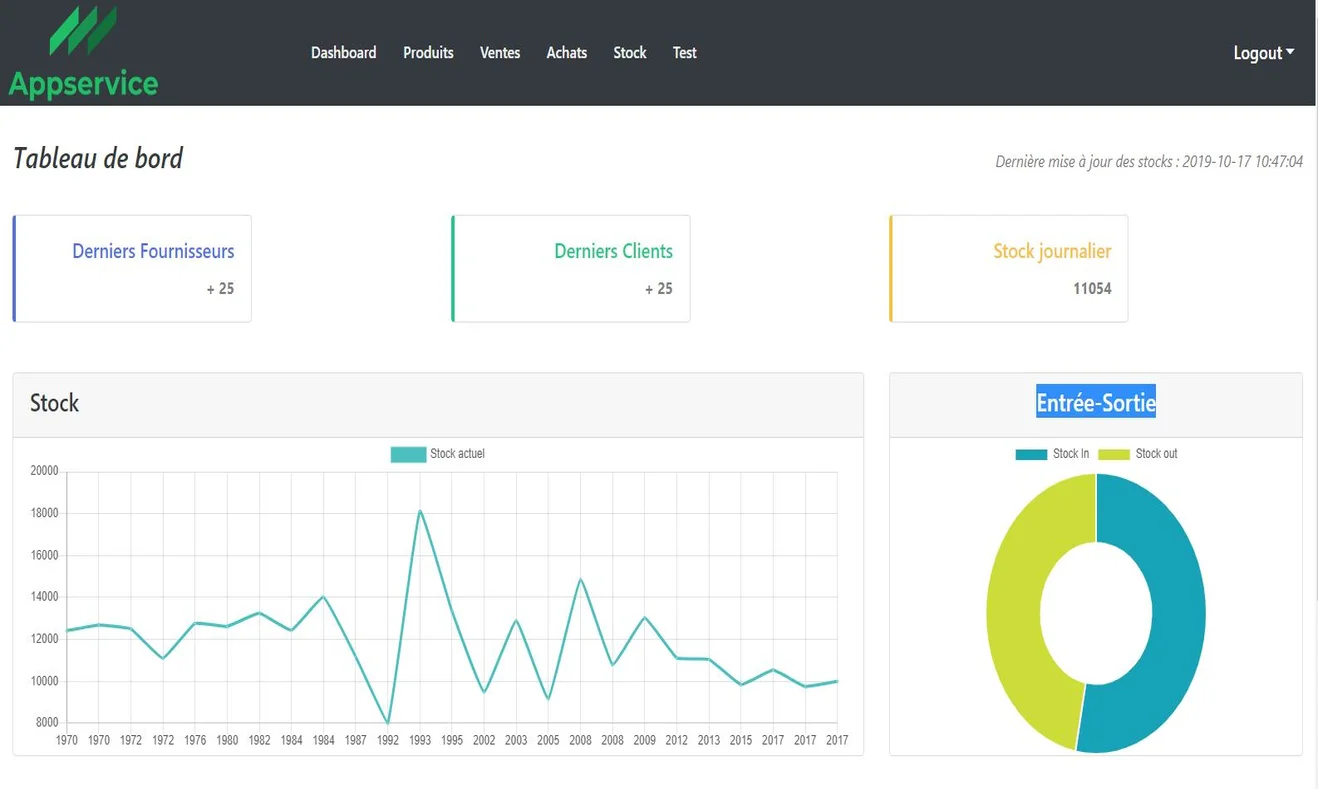 Appservice
Dashboard Produits Ventes Achats Stock Test Logout
Tableau de bord
Dernière mise à jour des stocks : 2019-10-17 10:47:04
Derniers Fournisseurs
+ 25
Derniers Clients
+ 25
Stock journalier
11054
Stock
Stock actuel
20000
18000
16000
14000
12000
10000
8000
1970 1970 1972 1972 1976 1980 1982 1984 1984 1987 1992 1993 1995 2002 2003 2005 2008 2008 2009 2012 2013 2015 2017 2017 2017
Entrée-Sortie
Stock In Stock out